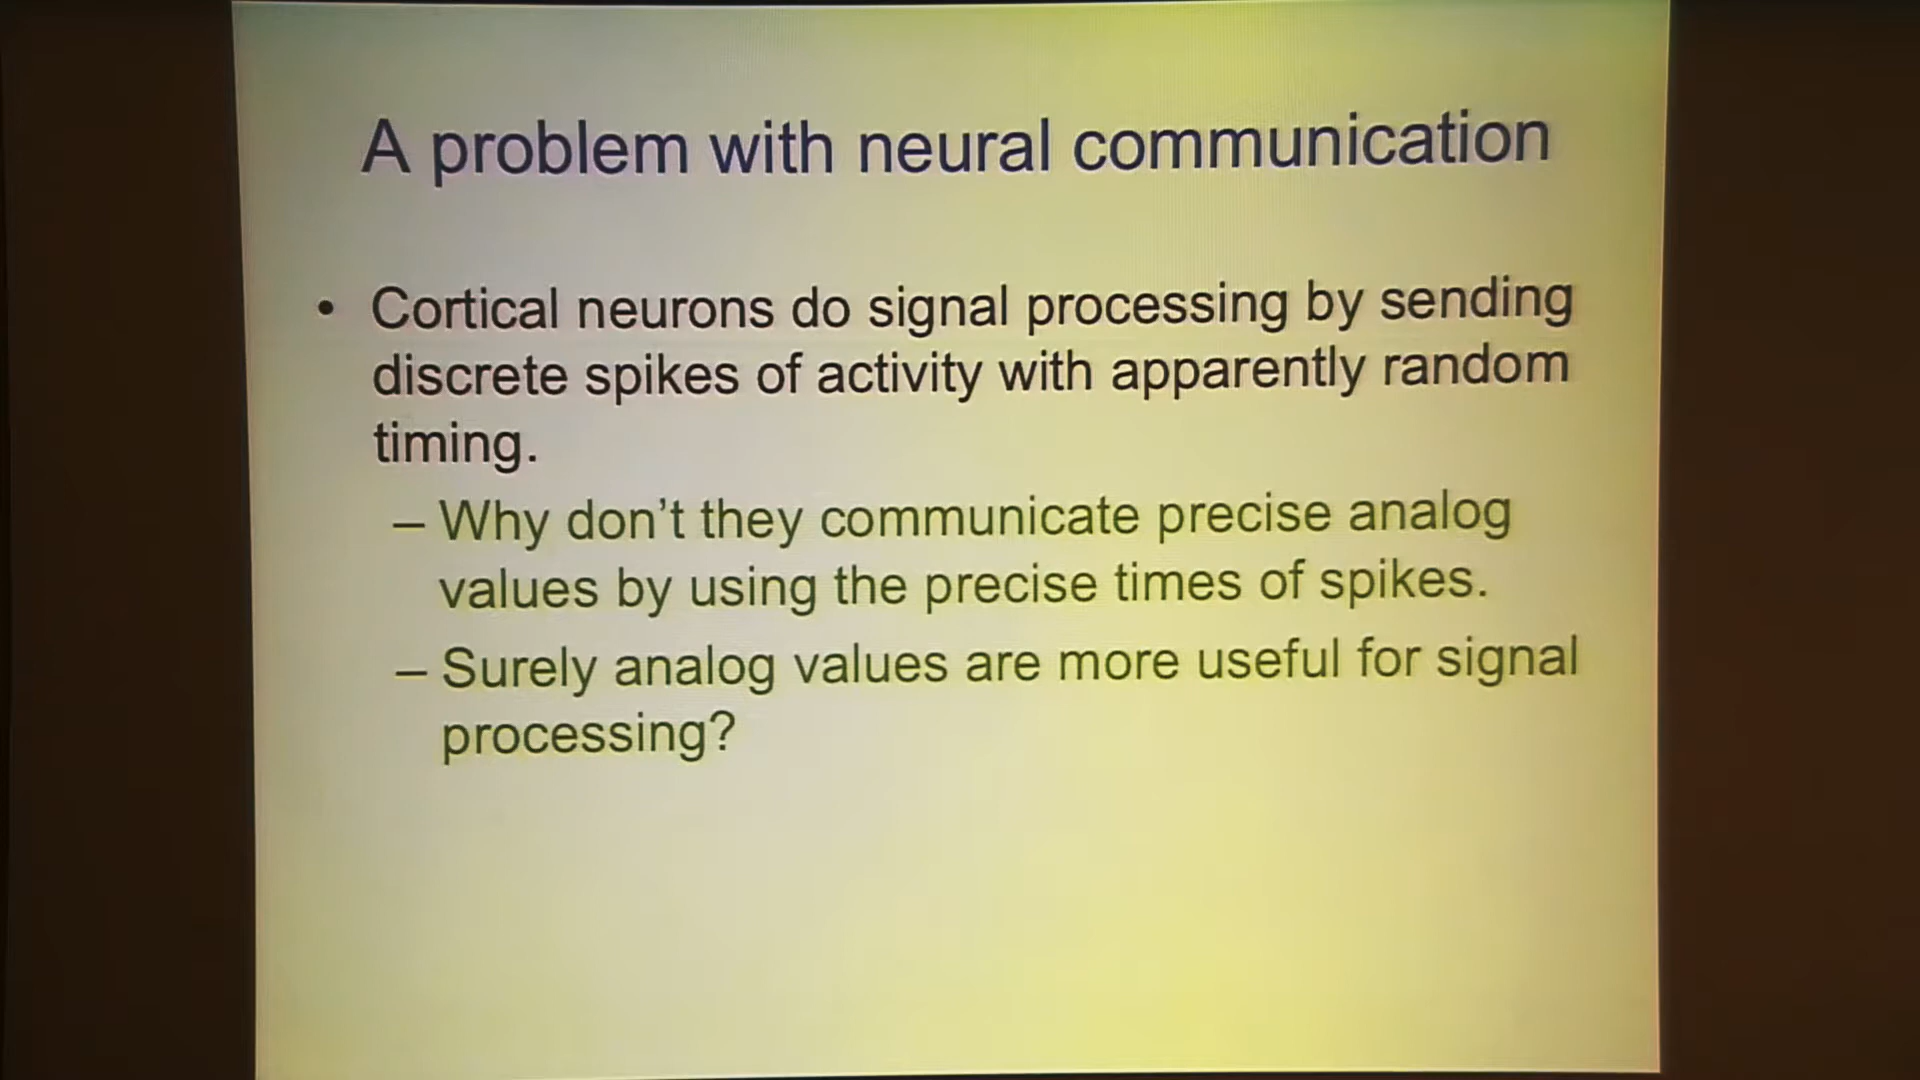 A problem with neural communication
• Cortical neurons do signal processing by sending
discrete spikes of activity with apparently random
timing.
– Why don't they communicate precise analog
values by using the precise times of spikes.
– Surely analog values are more useful for signal
processing?